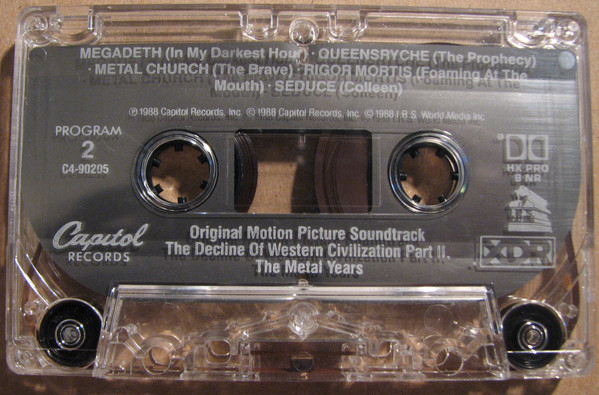 MEGADETH (In My Darkest Hour) · QUEENSRYCHE (The Prophecy)
· METAL CHURCH (The Brave) · RIGOR MORTIS (Foaming At The
Mouth) · SEDUCE (Colleen)
℗ 1988 Capitol Records, Inc. © 1988 Capitol Records, Inc. © 1988 I.R.S. World Media Inc.
PROGRAM
2
C4-90205
HX PRO
B NR
Capitol
RECORDS
XDR
Original Motion Picture Soundtrack
The Decline Of Western Civilization Part II.
The Metal Years